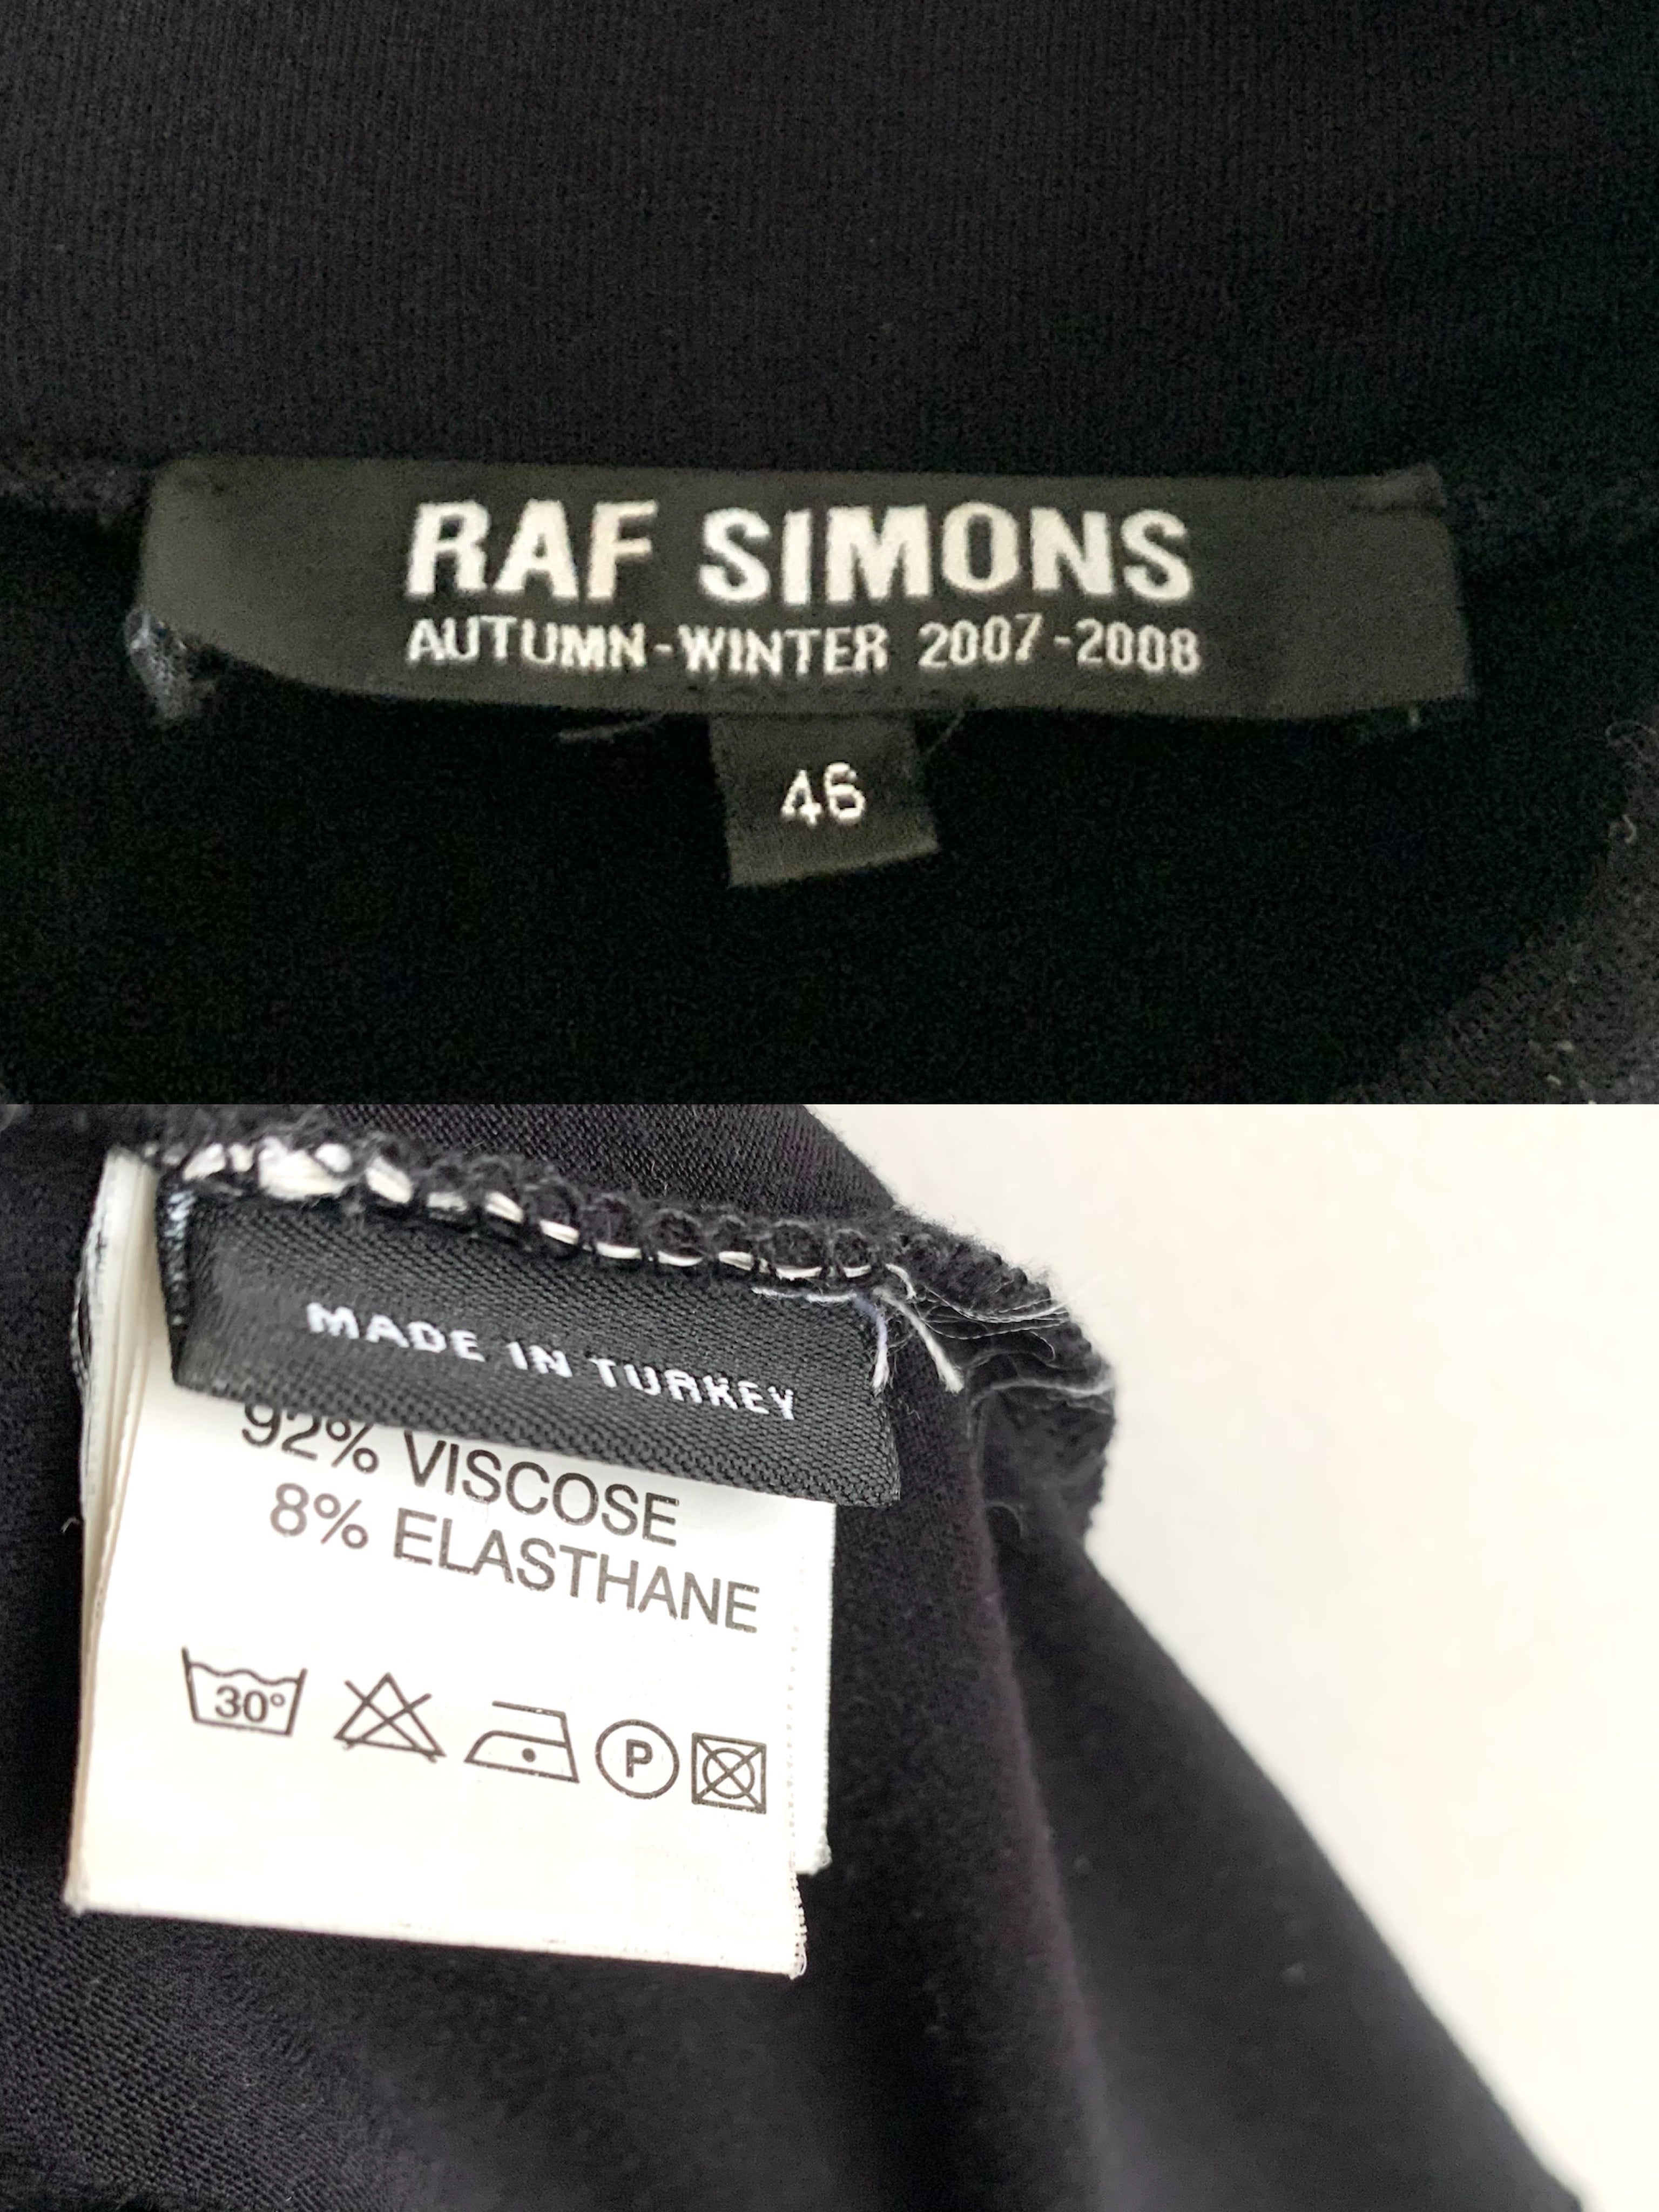 RAF SIMONS
AUTUMN-WINTER 2007-2008
46
MADE IN TURKEY
92% VISCOSE
8% ELASTHANE
30°
P